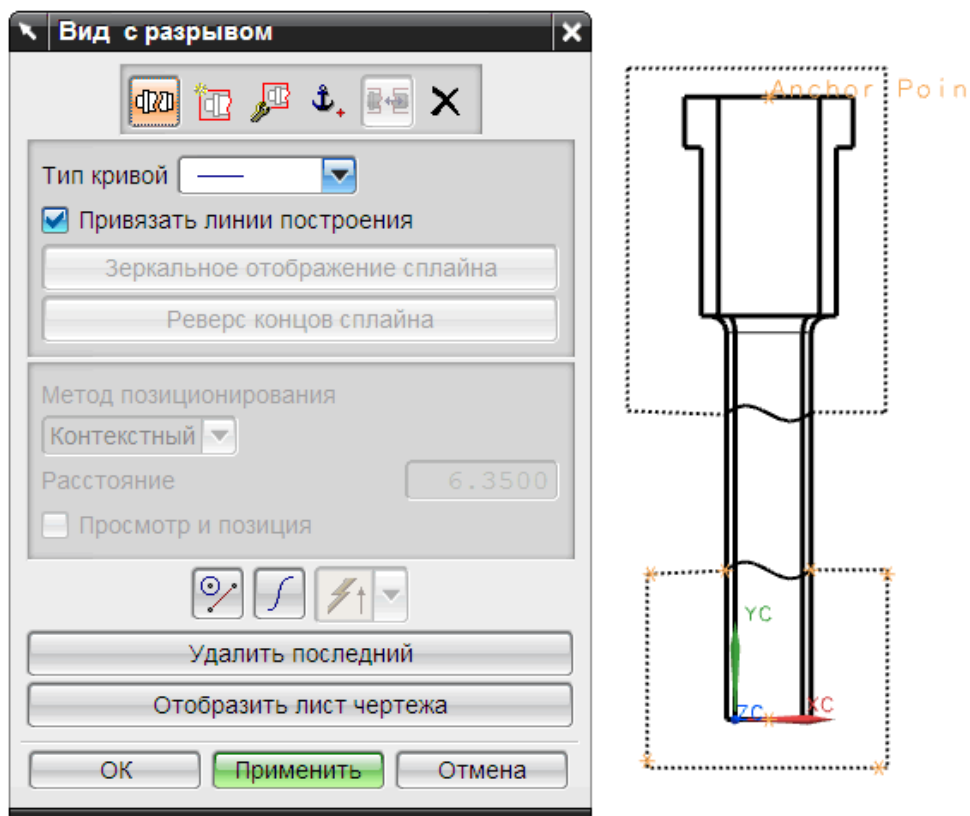 Вид с разрывом
Тип кривой
Привязать линии построения
Зеркальное отображение сплайна
Реверс концов сплайна
Метод позиционирования
Контекстный
Расстояние 6.3500
Просмотр и позиция
Удалить последний
Отобразить лист чертежа
ОК Применить Отмена
Anchor Poin
YC
ZC XC